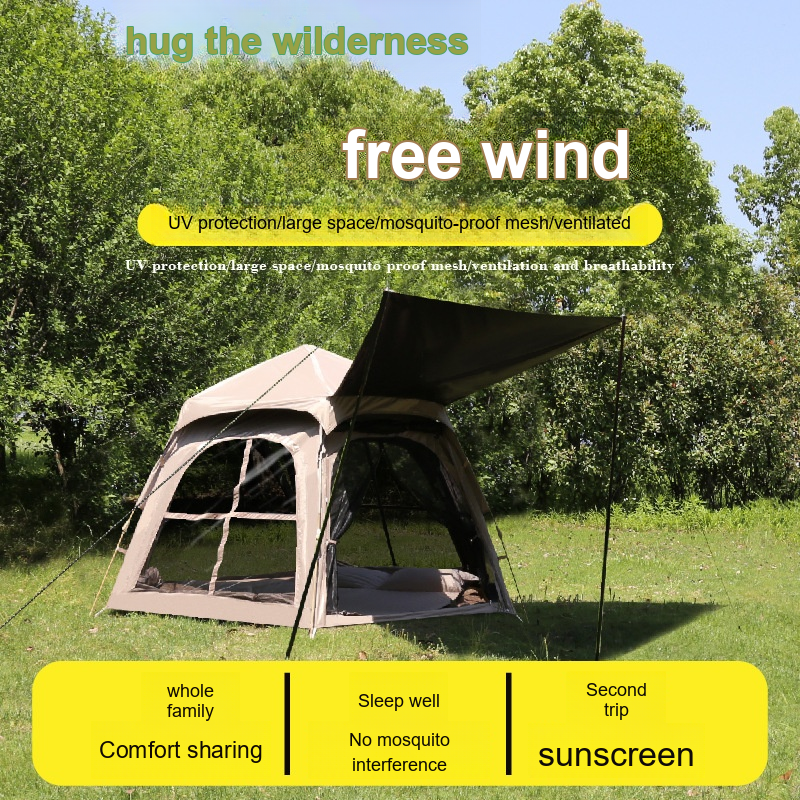 hug the wilderness
free wind
UV protection/large space/mosquito-proof mesh/ventilated
UV protection/large space/mosquito proof mesh/ventilation and breathability
whole
family
Comfort sharing
Sleep well
No mosquito
interference
Second
trip
sunscreen